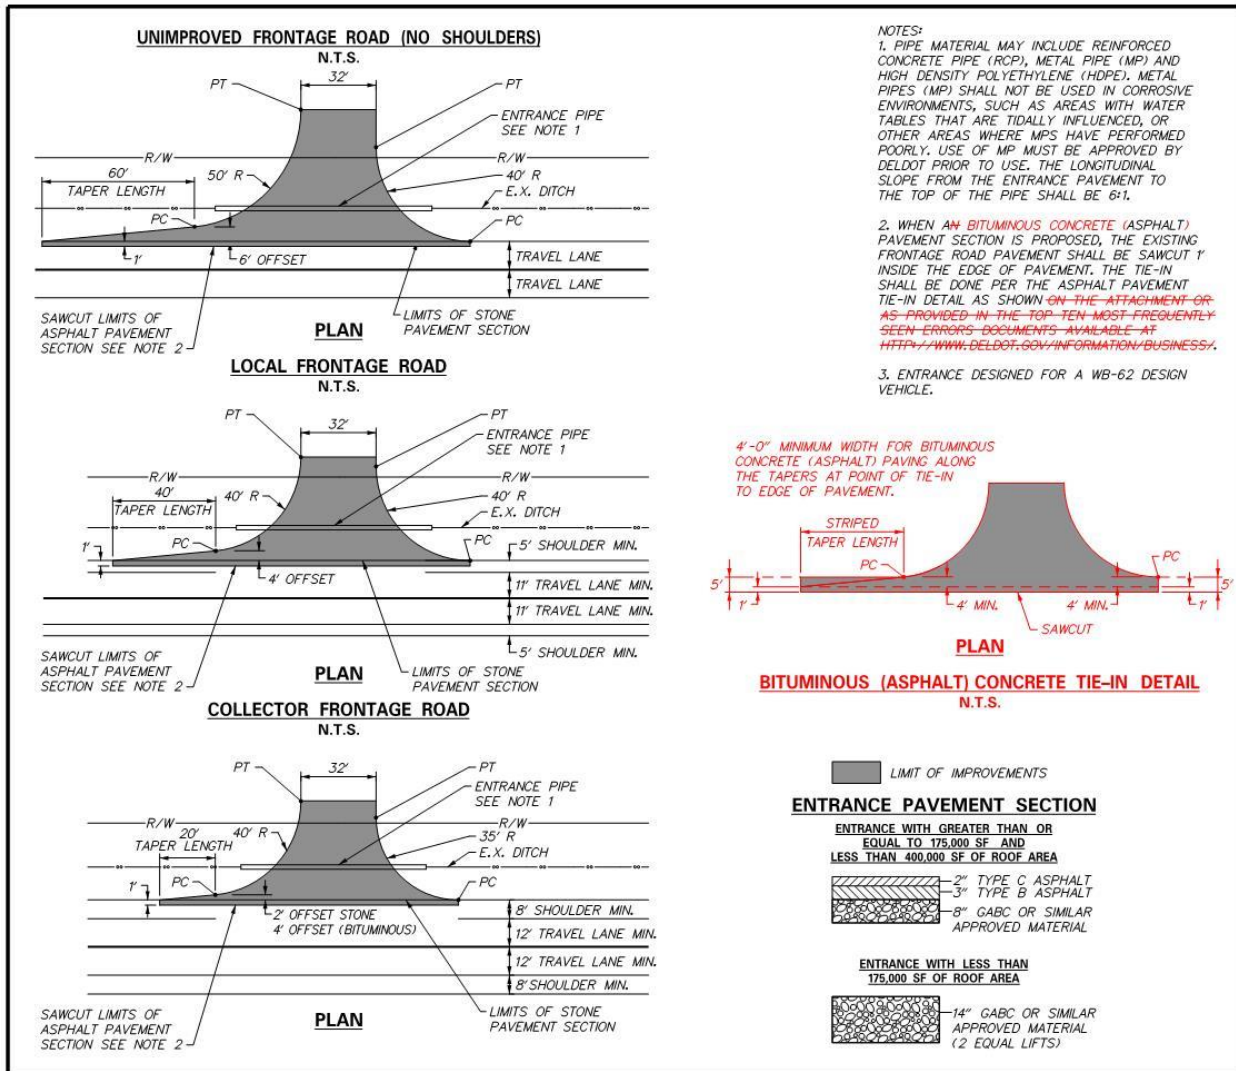 UNIMPROVED FRONTAGE ROAD (NO SHOULDERS)
N.T.S.
32'
PT
PT
ENTRANCE PIPE
SEE NOTE 1
R/W
R/W
60'
TAPER LENGTH
50' R
40' R
E.X. DITCH
PC
PC
1'
6' OFFSET
TRAVEL LANE
TRAVEL LANE
SAWCUT LIMITS OF
ASPHALT PAVEMENT
SECTION SEE NOTE 2
PLAN
LIMITS OF STONE
PAVEMENT SECTION
LOCAL FRONTAGE ROAD
N.T.S.
PT
32'
PT
ENTRANCE PIPE
SEE NOTE 1
R/W
R/W
40'
TAPER LENGTH
40' R
40' R
E.X. DITCH
PC
PC
1'
4' OFFSET
5' SHOULDER MIN.
11' TRAVEL LANE MIN.
11' TRAVEL LANE MIN.
5' SHOULDER MIN.
SAWCUT LIMITS OF
ASPHALT PAVEMENT
SECTION SEE NOTE 2
PLAN
LIMITS OF STONE
PAVEMENT SECTION
COLLECTOR FRONTAGE ROAD
N.T.S.
PT
32'
PT
ENTRANCE PIPE
SEE NOTE 1
R/W
R/W
20'
TAPER LENGTH
40' R
35' R
E.X. DITCH
PC
PC
1'
2' OFFSET STONE
4' OFFSET (BITUMINOUS)
8' SHOULDER MIN.
12' TRAVEL LANE MIN.
12' TRAVEL LANE MIN.
8' SHOULDER MIN.
SAWCUT LIMITS OF
ASPHALT PAVEMENT
SECTION SEE NOTE 2
PLAN
LIMITS OF STONE
PAVEMENT SECTION
NOTES:
1. PIPE MATERIAL MAY INCLUDE REINFORCED
CONCRETE PIPE (RCP), METAL PIPE (MP) AND
HIGH DENSITY POLYETHYLENE (HDPE). METAL
PIPES (MP) SHALL NOT BE USED IN CORROSIVE
ENVIRONMENTS, SUCH AS AREAS WITH WATER
TABLES THAT ARE TIDALLY INFLUENCED, OR
OTHER AREAS WHERE MPS HAVE PERFORMED
POORLY. USE OF MP MUST BE APPROVED BY
DELDOT PRIOR TO USE. THE LONGITUDINAL
SLOPE FROM THE ENTRANCE PAVEMENT TO
THE TOP OF THE PIPE SHALL BE 6:1.
2. WHEN AN BITUMINOUS CONCRETE (ASPHALT)
PAVEMENT SECTION IS PROPOSED, THE EXISTING
FRONTAGE ROAD PAVEMENT SHALL BE SAWCUT 1'
INSIDE THE EDGE OF PAVEMENT. THE TIE-IN
SHALL BE DONE PER THE ASPHALT PAVEMENT
TIE-IN DETAIL AS SHOWN ON THE ATTACHMENT OR
AS PROVIDED IN THE TOP TEN MOST FREQUENTLY
SEEN ERRORS DOCUMENTS AVAILABLE AT
HTTP://WWW.DELDOT.GOV/INFORMATION/BUSINESS/.
3. ENTRANCE DESIGNED FOR A WB-62 DESIGN
VEHICLE.
4'-0" MINIMUM WIDTH FOR BITUMINOUS
CONCRETE (ASPHALT) PAVING ALONG
THE TAPERS AT POINT OF TIE-IN
TO EDGE OF PAVEMENT.
STRIPED
TAPER LENGTH
PC
PC
5'
1'
4' MIN.
4' MIN.
1'
5'
SAWCUT
PLAN
BITUMINOUS (ASPHALT) CONCRETE TIE-IN DETAIL
N.T.S.
LIMIT OF IMPROVEMENTS
ENTRANCE PAVEMENT SECTION
ENTRANCE WITH GREATER THAN OR
EQUAL TO 175,000 SF AND
LESS THAN 400,000 SF OF ROOF AREA
2" TYPE C ASPHALT
3" TYPE B ASPHALT
8" GABC OR SIMILAR
APPROVED MATERIAL
ENTRANCE WITH LESS THAN
175,000 SF OF ROOF AREA
14" GABC OR SIMILAR
APPROVED MATERIAL
(2 EQUAL LIFTS)